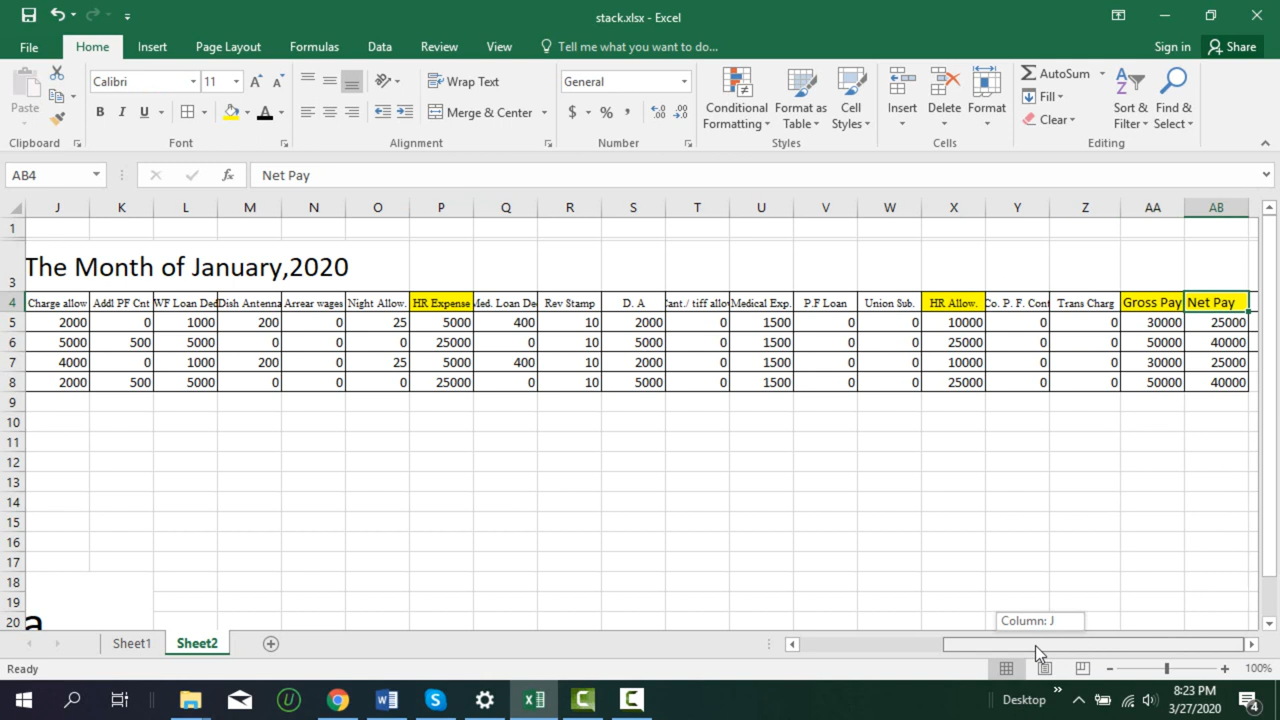 stack.xlsx - Excel
File Home Insert Page Layout Formulas Data Review View Tell me what you want to do... Sign in Share
Paste
Calibri 11
B I U
Wrap Text
Merge & Center
General
$ % ,
Conditional Formatting
Format as Table
Cell Styles
Insert Delete Format
AutoSum
Fill
Clear
Sort & Filter
Find & Select
Clipboard Font Alignment Number Styles Cells Editing
AB4 fx Net Pay
J K L M N O P Q R S T U V W X Y Z AA AB
1
3 The Month of January,2020
4 Charge allow Addl PF Cnt WF Loan Ded Dish Antenna Arrear wages Night Allow. HR Expense Med. Loan De Rev Stamp D. A Cant./ tiff allo Medical Exp. P.F Loan Union Sub. HR Allow. Co. P. F. Cont Trans Charg Gross Pay Net Pay
5 2000 0 1000 200 0 25 5000 400 10 2000 0 1500 0 0 10000 0 0 30000 25000
6 5000 500 5000 0 0 0 25000 0 10 5000 0 1500 0 0 25000 0 0 50000 40000
7 4000 0 1000 200 0 25 5000 400 10 2000 0 1500 0 0 10000 0 0 30000 25000
8 2000 500 5000 0 0 0 25000 0 10 5000 0 1500 0 0 25000 0 0 50000 40000
9
10
11
12
13
14
15
16
17
18
19
20 a
Column: J
Sheet1 Sheet2
Ready 100%
Desktop 8:23 PM
3/27/2020 4